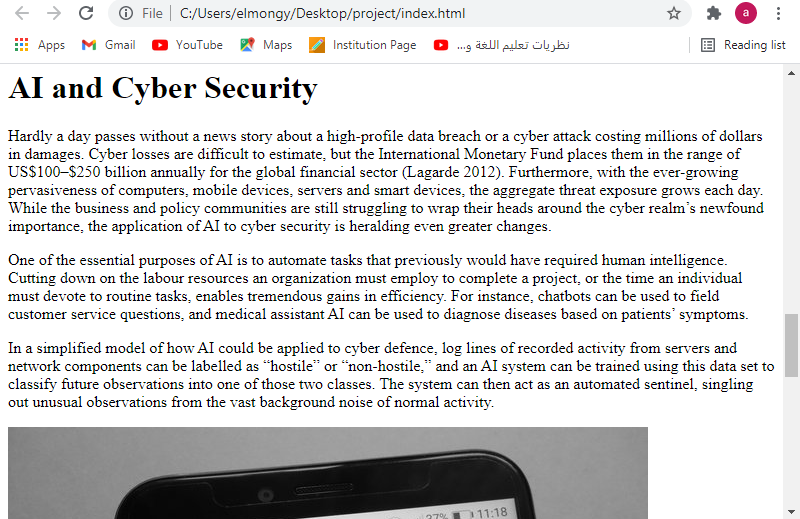 File | C:/Users/elmongy/Desktop/project/index.html a
Apps Gmail YouTube Maps Institution Page نظريات تعليم اللغة و... Reading list
AI and Cyber Security
Hardly a day passes without a news story about a high-profile data breach or a cyber attack costing millions of dollars
in damages. Cyber losses are difficult to estimate, but the International Monetary Fund places them in the range of
US$100–$250 billion annually for the global financial sector (Lagarde 2012). Furthermore, with the ever-growing
pervasiveness of computers, mobile devices, servers and smart devices, the aggregate threat exposure grows each day.
While the business and policy communities are still struggling to wrap their heads around the cyber realm’s newfound
importance, the application of AI to cyber security is heralding even greater changes.
One of the essential purposes of AI is to automate tasks that previously would have required human intelligence.
Cutting down on the labour resources an organization must employ to complete a project, or the time an individual
must devote to routine tasks, enables tremendous gains in efficiency. For instance, chatbots can be used to field
customer service questions, and medical assistant AI can be used to diagnose diseases based on patients’ symptoms.
In a simplified model of how AI could be applied to cyber defence, log lines of recorded activity from servers and
network components can be labelled as “hostile” or “non-hostile,” and an AI system can be trained using this data set to
classify future observations into one of those two classes. The system can then act as an automated sentinel, singling
out unusual observations from the vast background noise of normal activity.
27% 11:18